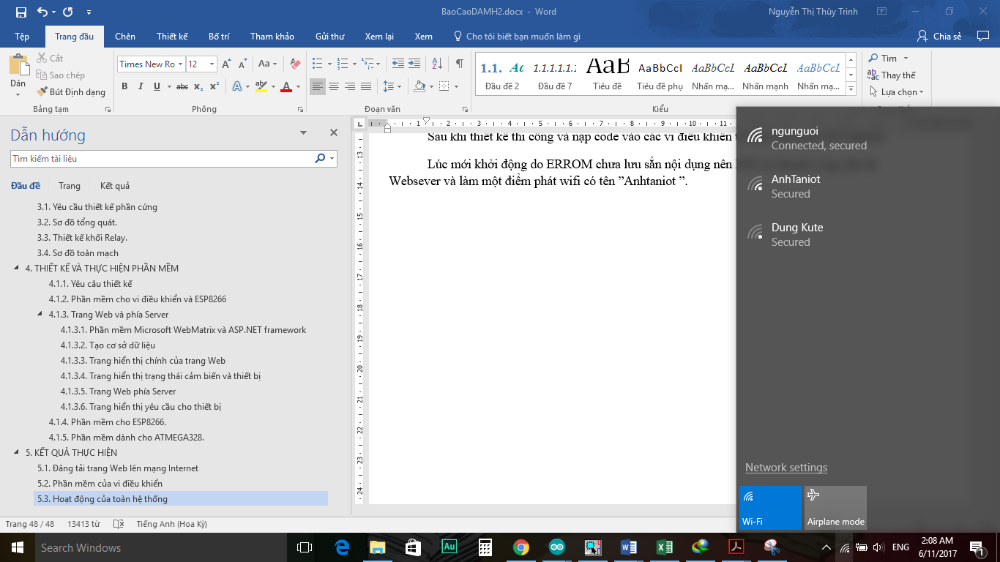 BaoCaoDAMH2.docx - Word
Nguyễn Thị Thùy Trinh
Tệp Trang đầu Chèn Thiết kế Bố trí Tham khảo Gửi thư Xem lại Xem Cho tôi biết bạn muốn làm gì Chia sẻ
Dán
Cắt
Sao chép
Bút Định dạng
Bảng tạm
Times New Ro 12
Phông
Đoạn văn
1.1. 1.1.1.1.1.1 AaB AaBbCcI AaBbCcL AaBbCcL AaBbCcL
Đầu đề 2 Đầu đề 7 Tiêu đề Tiêu đề phụ Nhấn mạ... Nhấn mạnh Nhấn mạ...
Kiểu
Tìm
Thay thế
Lựa chọn
Dẫn hướng
Tìm kiếm tài liệu
Đầu đề Trang Kết quả
3.1. Yêu cầu thiết kế phần cứng
3.2. Sơ đồ tổng quát.
3.3. Thiết kế khối Relay.
3.4. Sơ đồ toàn mạch
4. THIẾT KẾ VÀ THỰC HIỆN PHẦN MỀM
4.1.1. Yêu câu thiết kế
4.1.2. Phần mềm cho vi điều khiển và ESP8266
4.1.3. Trang Web và phía Server
4.1.3.1. Phần mềm Microsoft WebMatrix và ASP.NET framework
4.1.3.2. Tạo cơ sở dữ liệu
4.1.3.3. Trang hiển thị chính của trang Web
4.1.3.4. Trang hiển thị trạng thái cảm biến và thiết bị
4.1.3.5. Trang Web phía Server
4.1.3.6. Trang hiển thị yêu cầu cho thiết bị
4.1.4. Phần mềm cho ESP8266.
4.1.5. Phần mềm dành cho ATMEGA328.
5. KẾT QUẢ THỰC HIỆN
5.1. Đăng tải trang Web lên mạng Internet
5.2. Phần mềm của vi điều khiển
5.3. Hoạt động của toàn hệ thống
Sau khi thiết kế thi công và nạp code vào các vi điều khiển
Lúc mới khởi động do ERROM chưa lưu sẳn nội dụng nên
Websever và làm một điểm phát wifi có tên ”Anhtaniot ”.
ngunguoi
Connected, secured
AnhTaniot
Secured
Dung Kute
Secured
Network settings
Wi-Fi
Airplane mode
Trang 48 / 48 13413 từ Tiếng Anh (Hoa Kỳ)
Search Windows
ENG
2:08 AM
6/11/2017